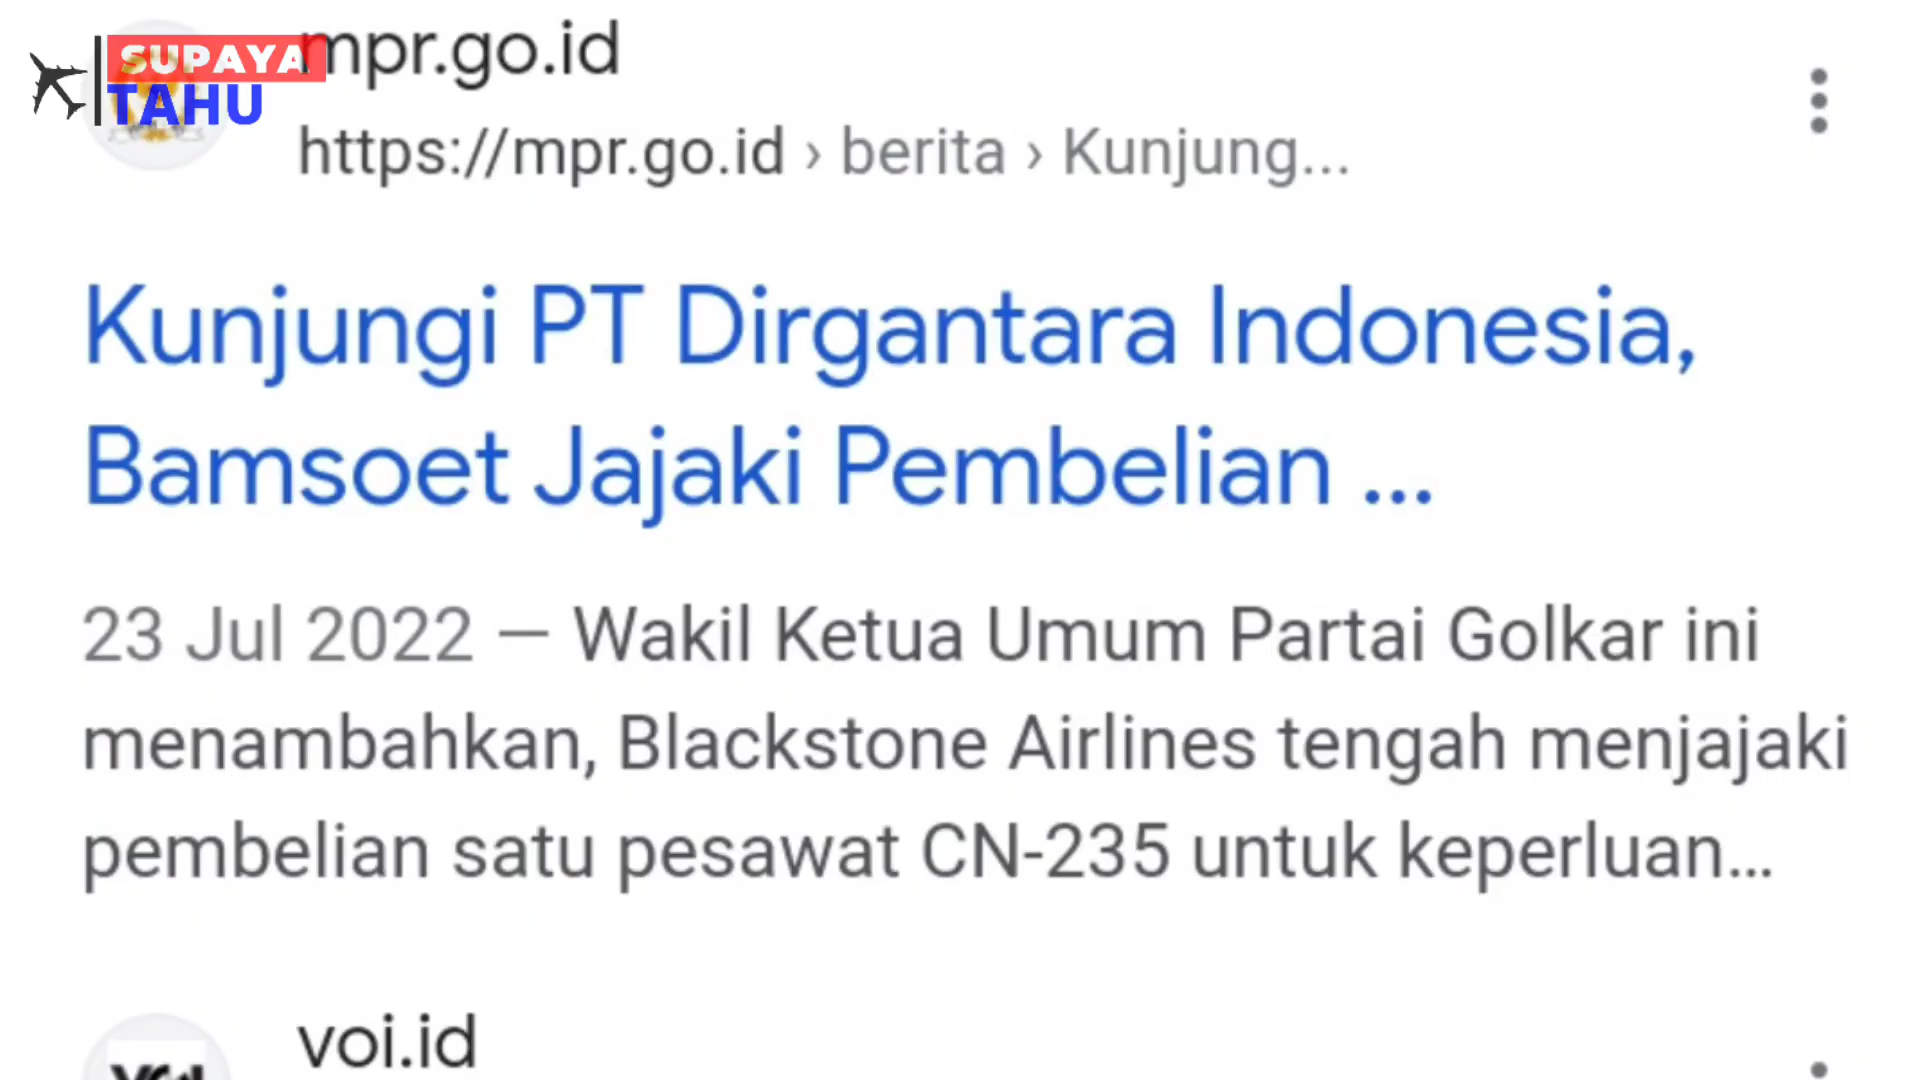 SUPAYA
TAHU
mpr.go.id
https://mpr.go.id › berita › Kunjung...
Kunjungi PT Dirgantara Indonesia,
Bamsoet Jajaki Pembelian ...
23 Jul 2022 — Wakil Ketua Umum Partai Golkar ini
menambahkan, Blackstone Airlines tengah menjajaki
pembelian satu pesawat CN-235 untuk keperluan...
voi.id